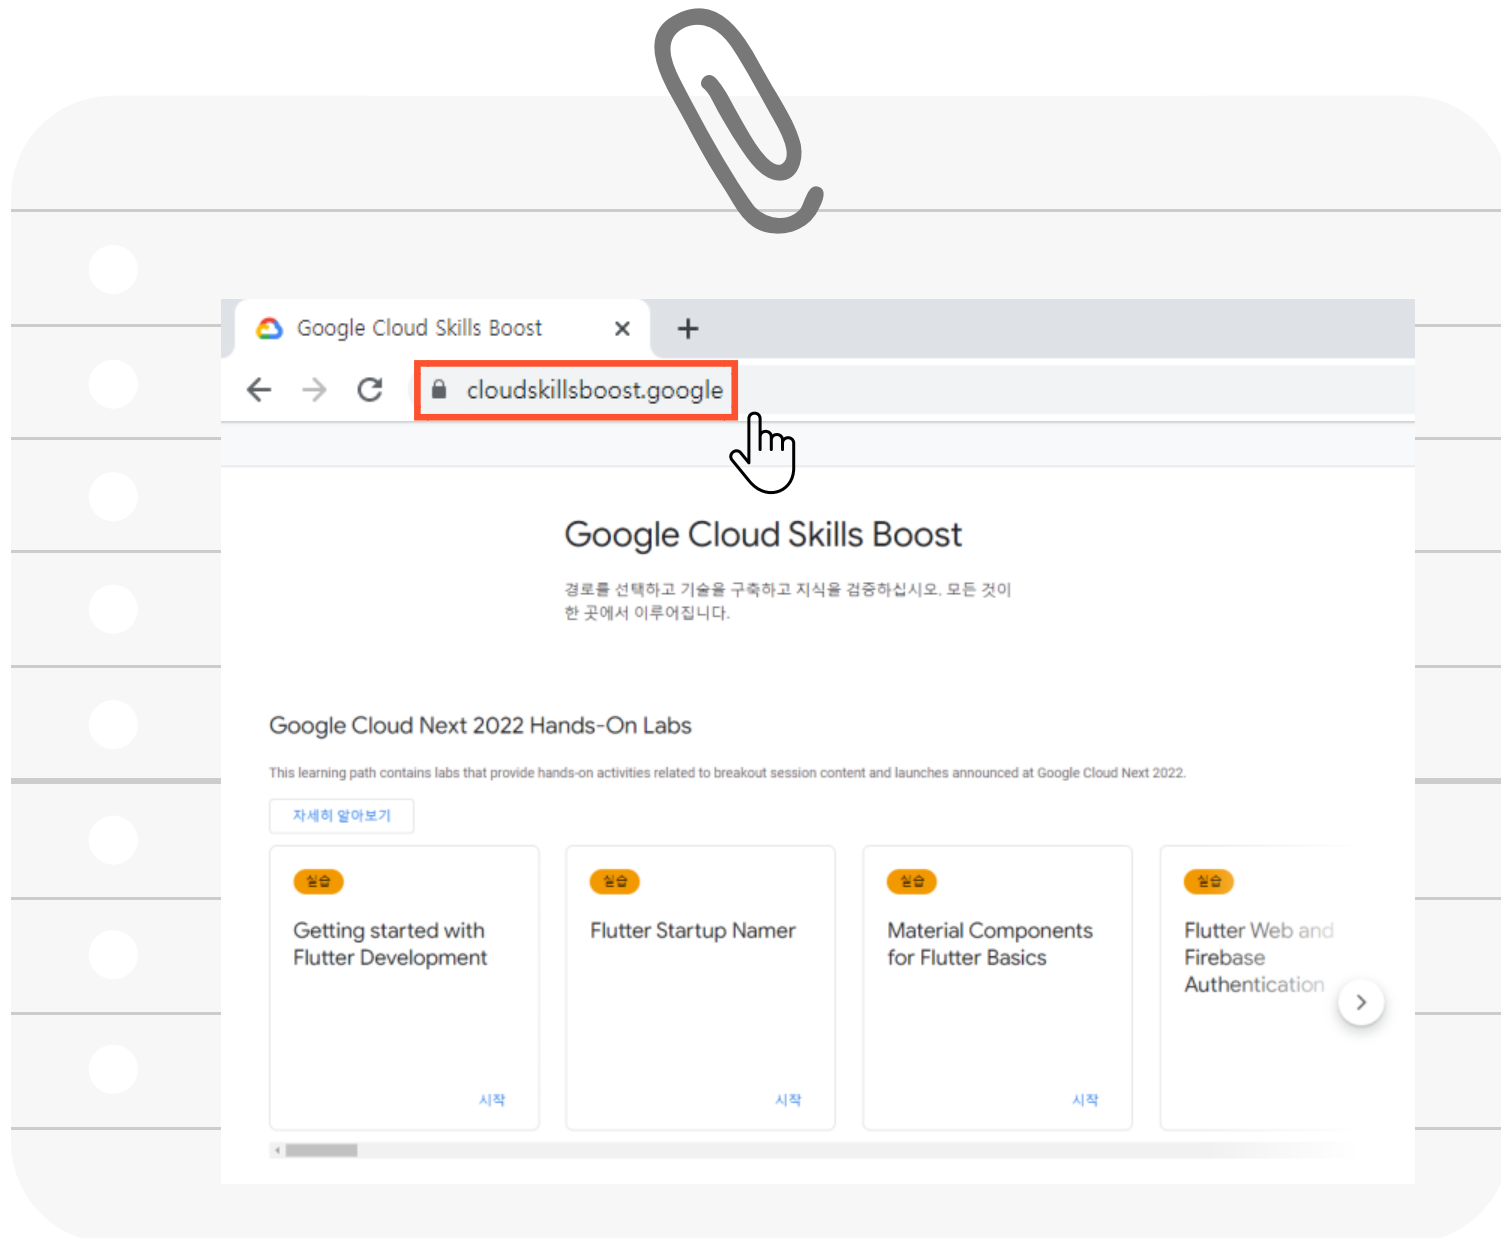 Google Cloud Skills Boost
cloudskillsboost.google
Google Cloud Skills Boost
경로를 선택하고 기술을 구축하고 지식을 검증하십시오. 모든 것이
한 곳에서 이루어집니다.
Google Cloud Next 2022 Hands-On Labs
This learning path contains labs that provide hands-on activities related to breakout session content and launches announced at Google Cloud Next 2022.
자세히 알아보기
실습
Getting started with
Flutter Development
시작
실습
Flutter Startup Namer
시작
실습
Material Components
for Flutter Basics
시작
실습
Flutter Web and
Firebase
Authentication